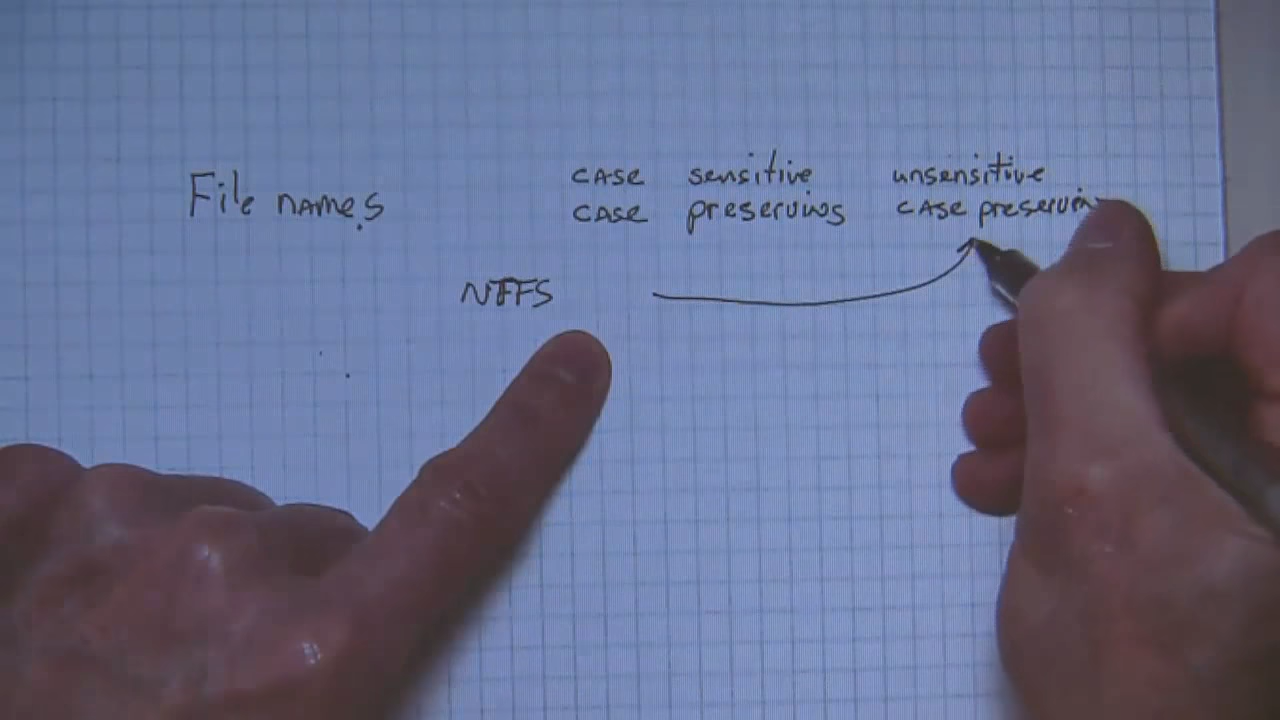 File names
case sensitive unsensitive
case preserving case preservin
NTFS